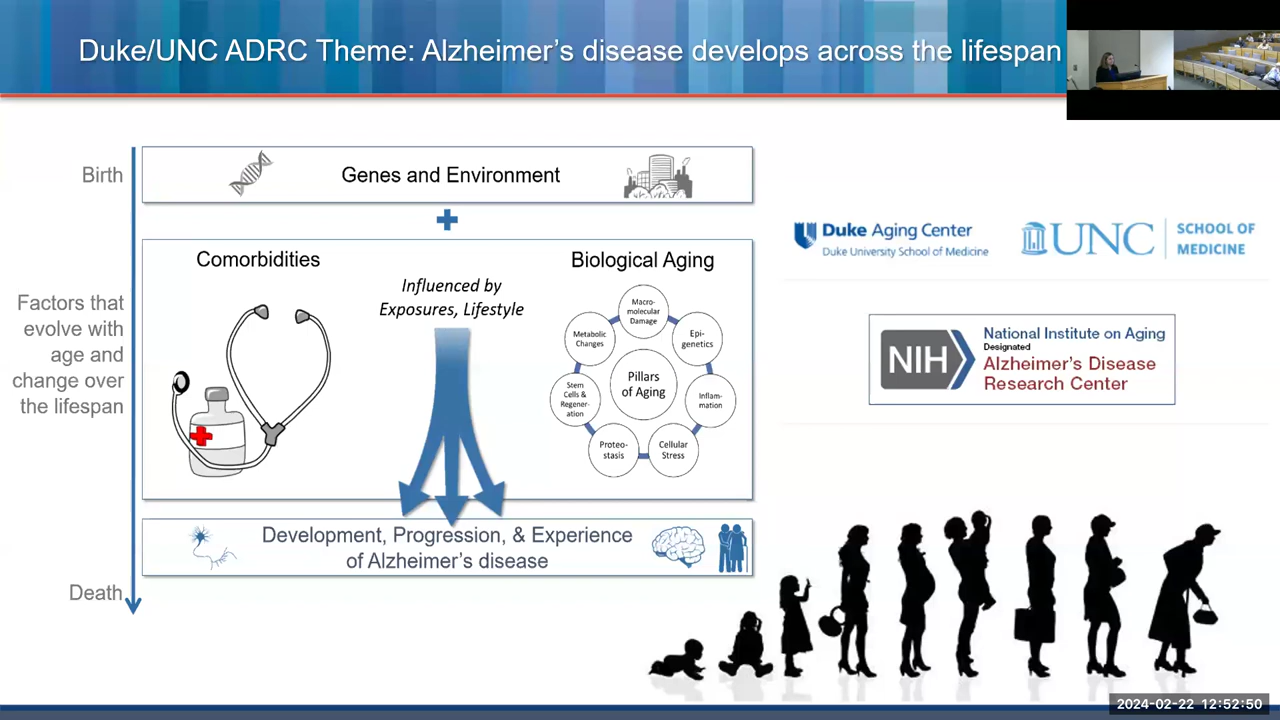 Duke/UNC ADRC Theme: Alzheimer's disease develops across the lifespan
Birth
Genes and Environment
Comorbidities
Influenced by
Exposures, Lifestyle
Biological Aging
Macro-
molecular
Damage
Epi-
genetics
Inflam-
mation
Cellular
Stress
Proteo-
stasis
Stem
Cells &
Regener-
ation
Metabolic
Changes
Pillars
of Aging
Factors that
evolve with
age and
change over
the lifespan
Development, Progression, & Experience
of Alzheimer's disease
Death
Duke Aging Center
Duke University School of Medicine
UNC
SCHOOL OF
MEDICINE
NIH
National Institute on Aging
Designated
Alzheimer's Disease
Research Center
2024-02-22 12:52:50